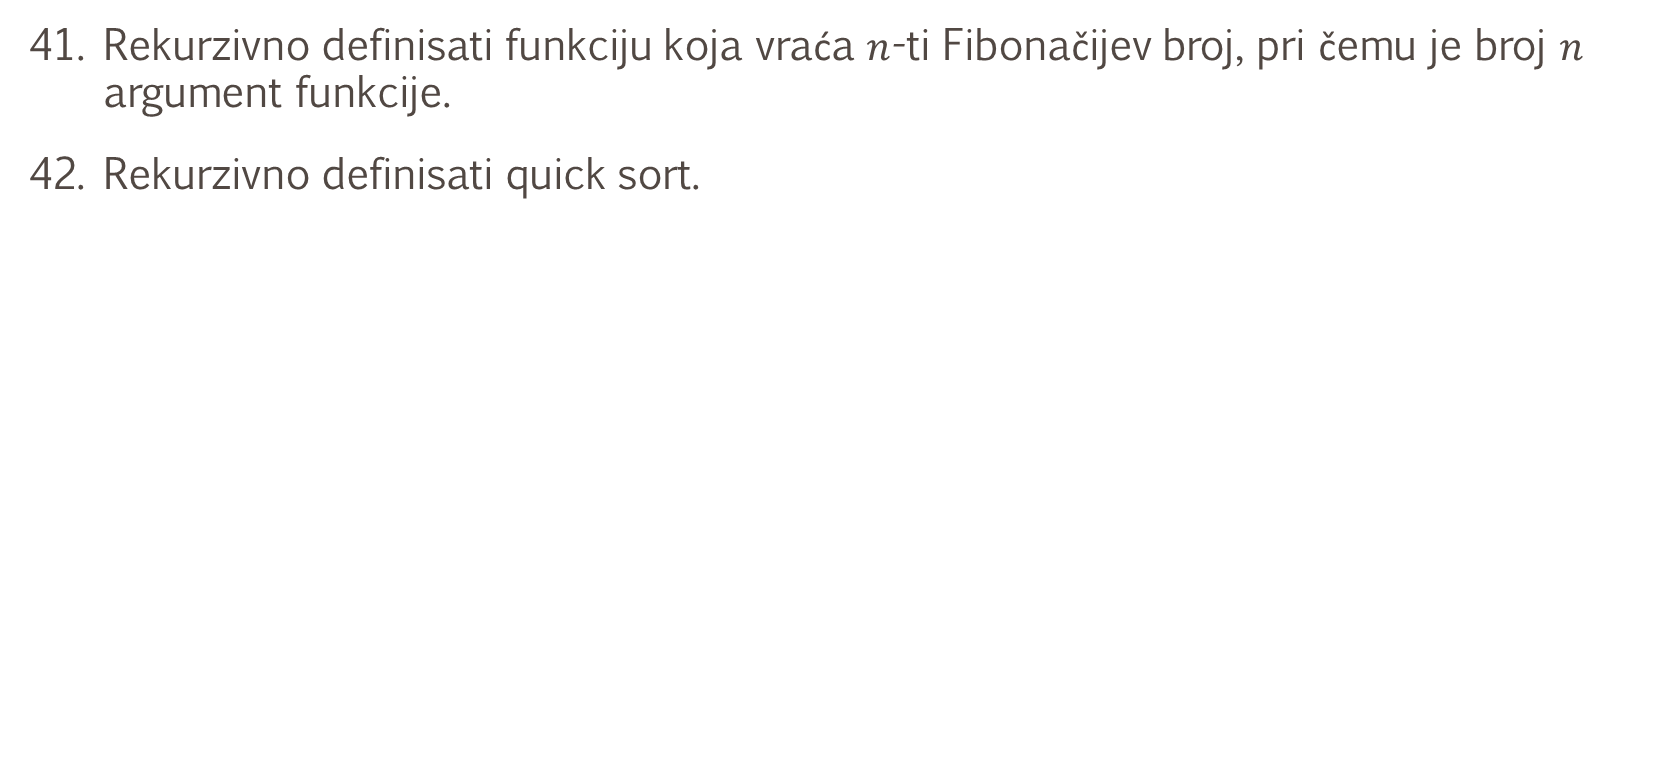 41. Rekurzivno definisati funkciju koja vraća n-ti Fibonačijev broj, pri čemu je broj n
argument funkcije.
42. Rekurzivno definisati quick sort.